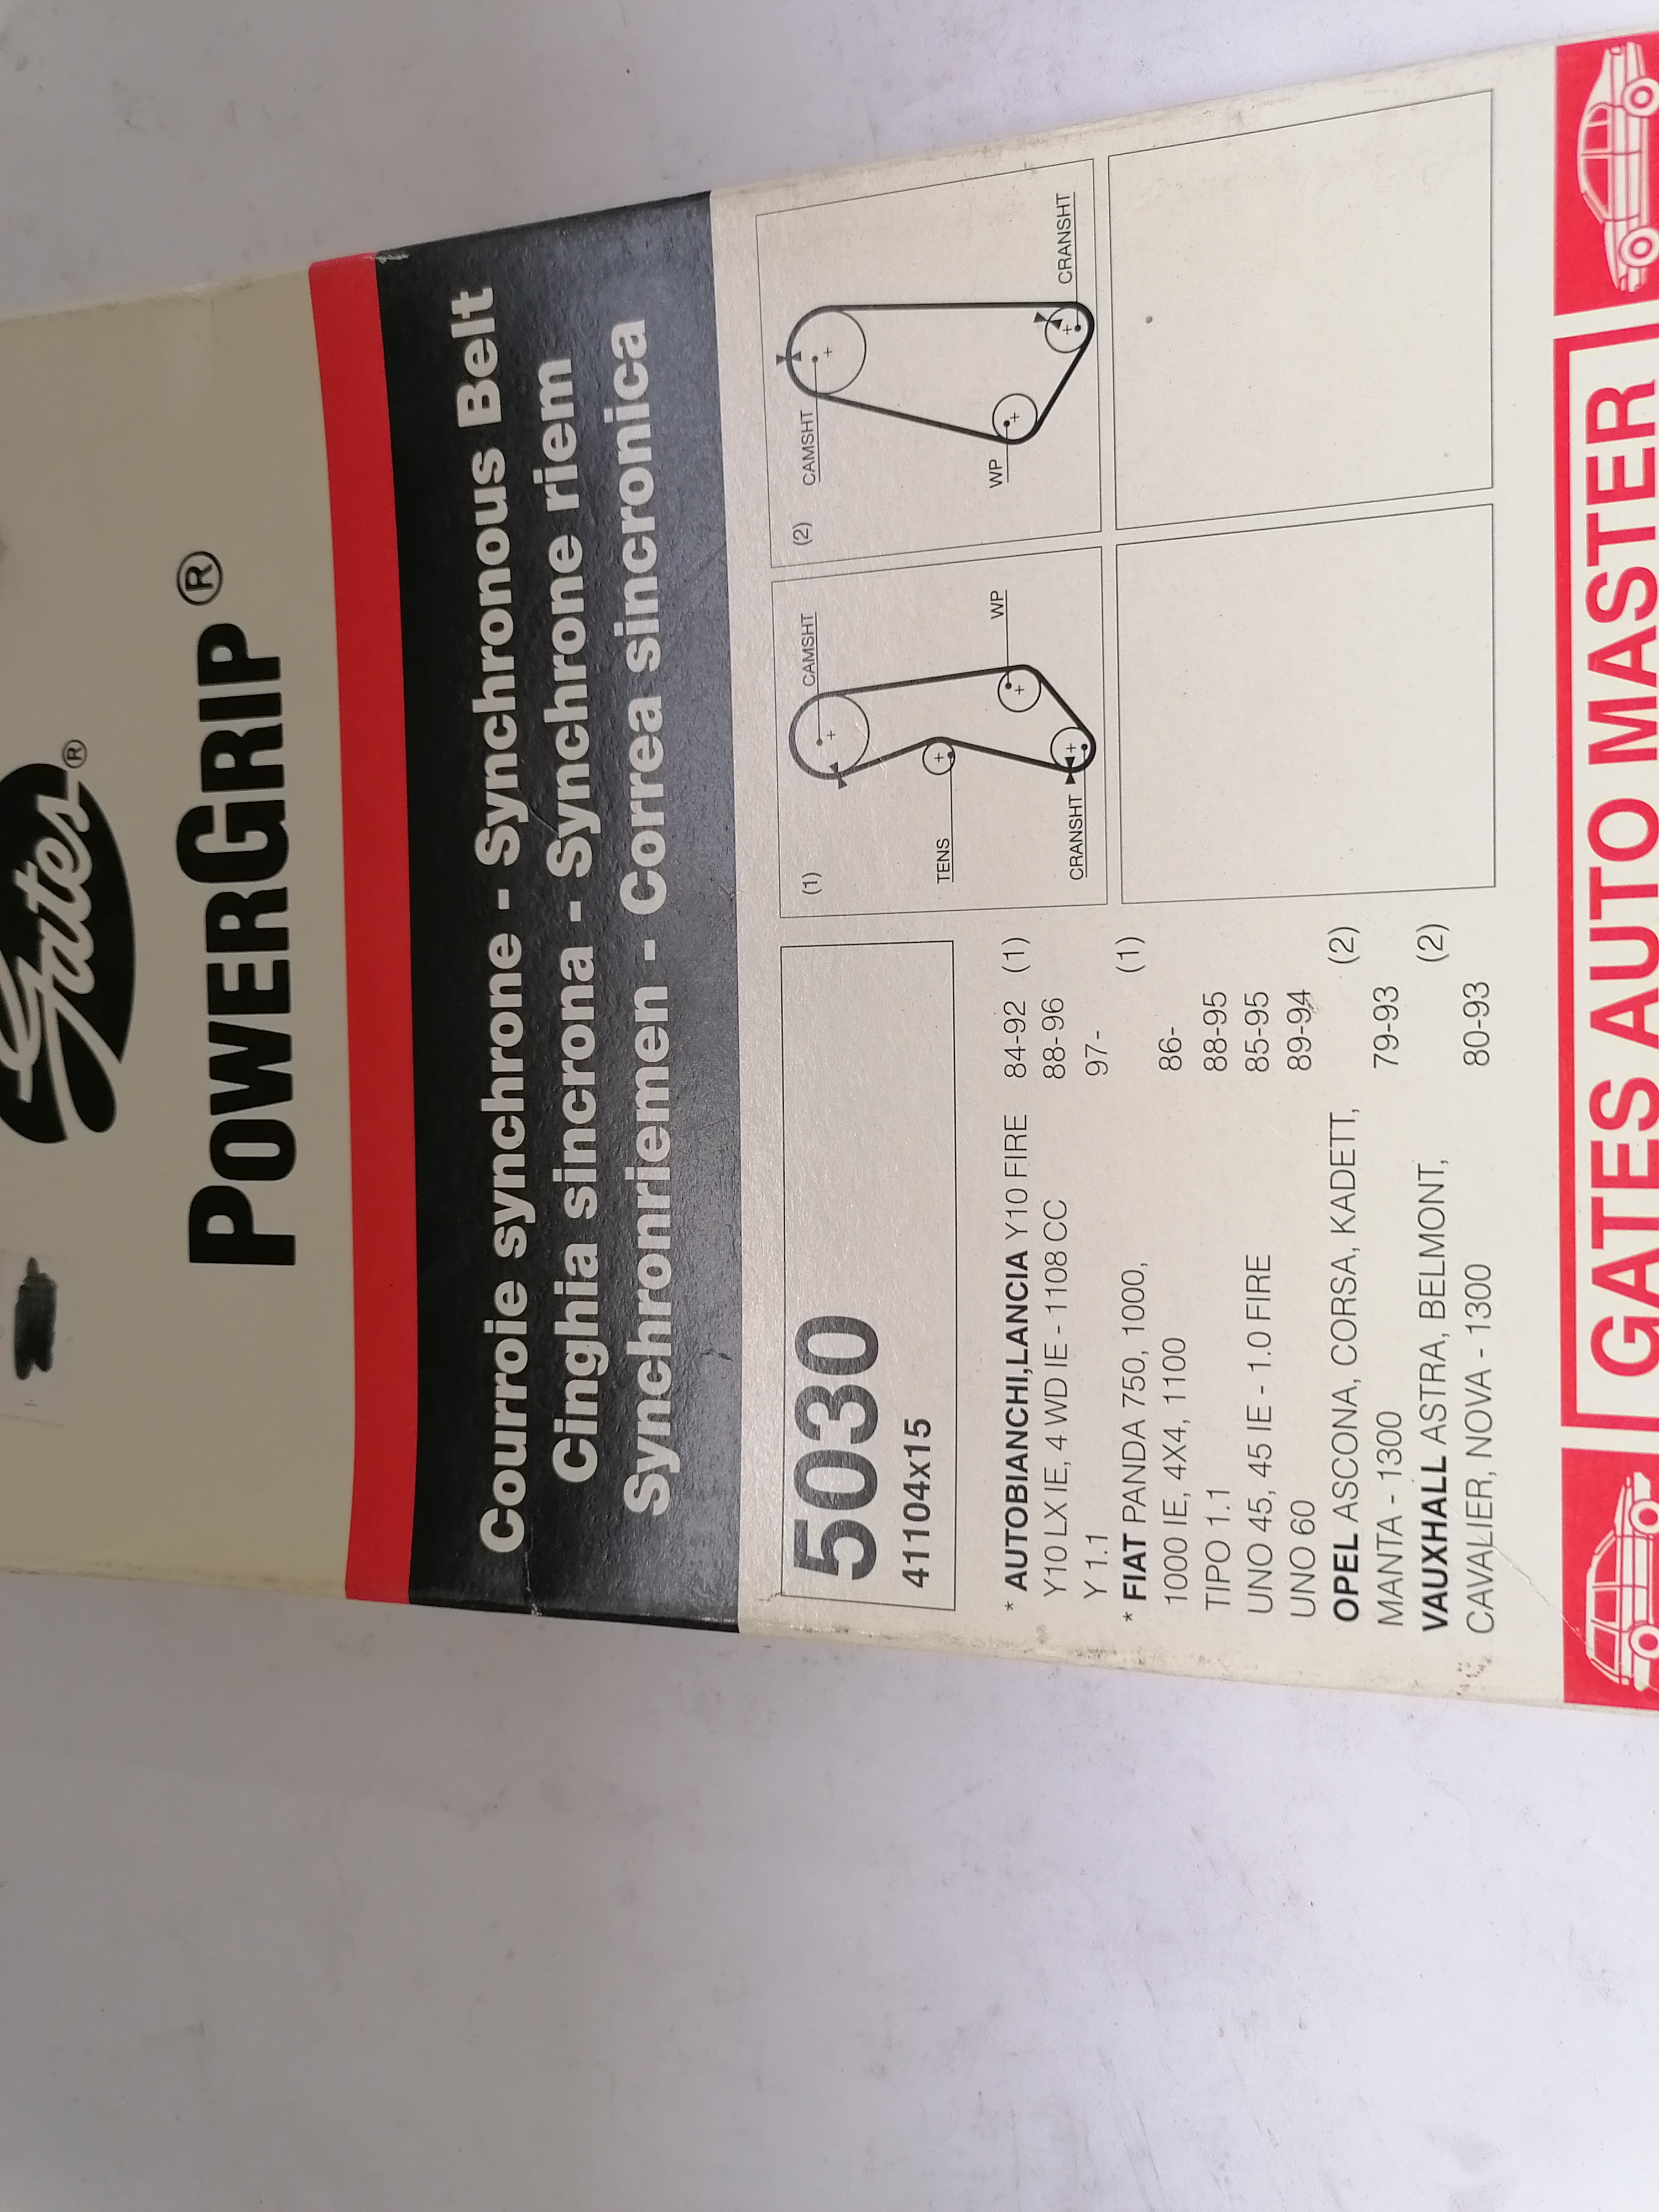 Gates®
POWERGRIP®
Courroie synchrone - Synchronous Belt
Cinghia sincrona - Synchrone riem
Synchronriemen - Correa sincronica
5030
41104x15
* AUTOBIANCHI,LANCIA Y10 FIRE 84-92 (1)
Y10 LX IE, 4 WD IE - 1108 CC 88-96
Y 1.1 97-
* FIAT PANDA 750, 1000, (1)
1000 IE, 4X4, 1100 86-
TIPO 1.1 88-95
UNO 45, 45 IE - 1.0 FIRE 85-95
UNO 60 89-94
OPEL ASCONA, CORSA, KADETT, (2)
MANTA - 1300 79-93
VAUXHALL ASTRA, BELMONT, (2)
CAVALIER, NOVA - 1300 80-93
(1)
CAMSHT
TENS
WP
CRANSHT
(2)
CAMSHT
WP
CRANSHT
GATES AUTO MASTER